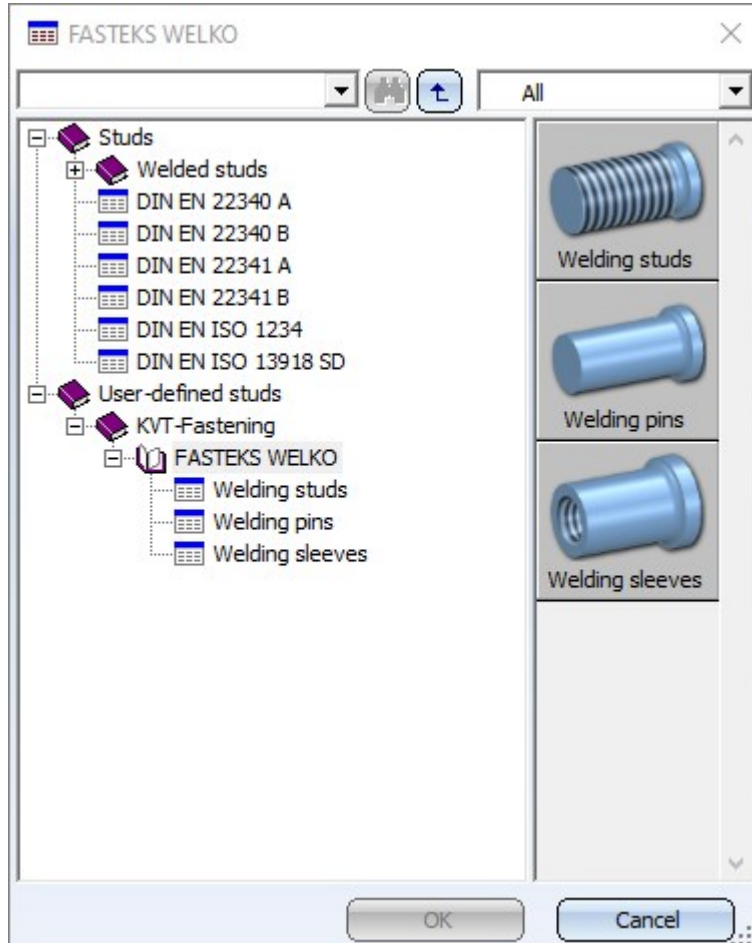 FASTEKS WELKO
All
Studs
Welded studs
DIN EN 22340 A
DIN EN 22340 B
DIN EN 22341 A
DIN EN 22341 B
DIN EN ISO 1234
DIN EN ISO 13918 SD
User-defined studs
KVT-Fastening
FASTEKS WELKO
Welding studs
Welding pins
Welding sleeves
Welding studs
Welding pins
Welding sleeves
OK
Cancel